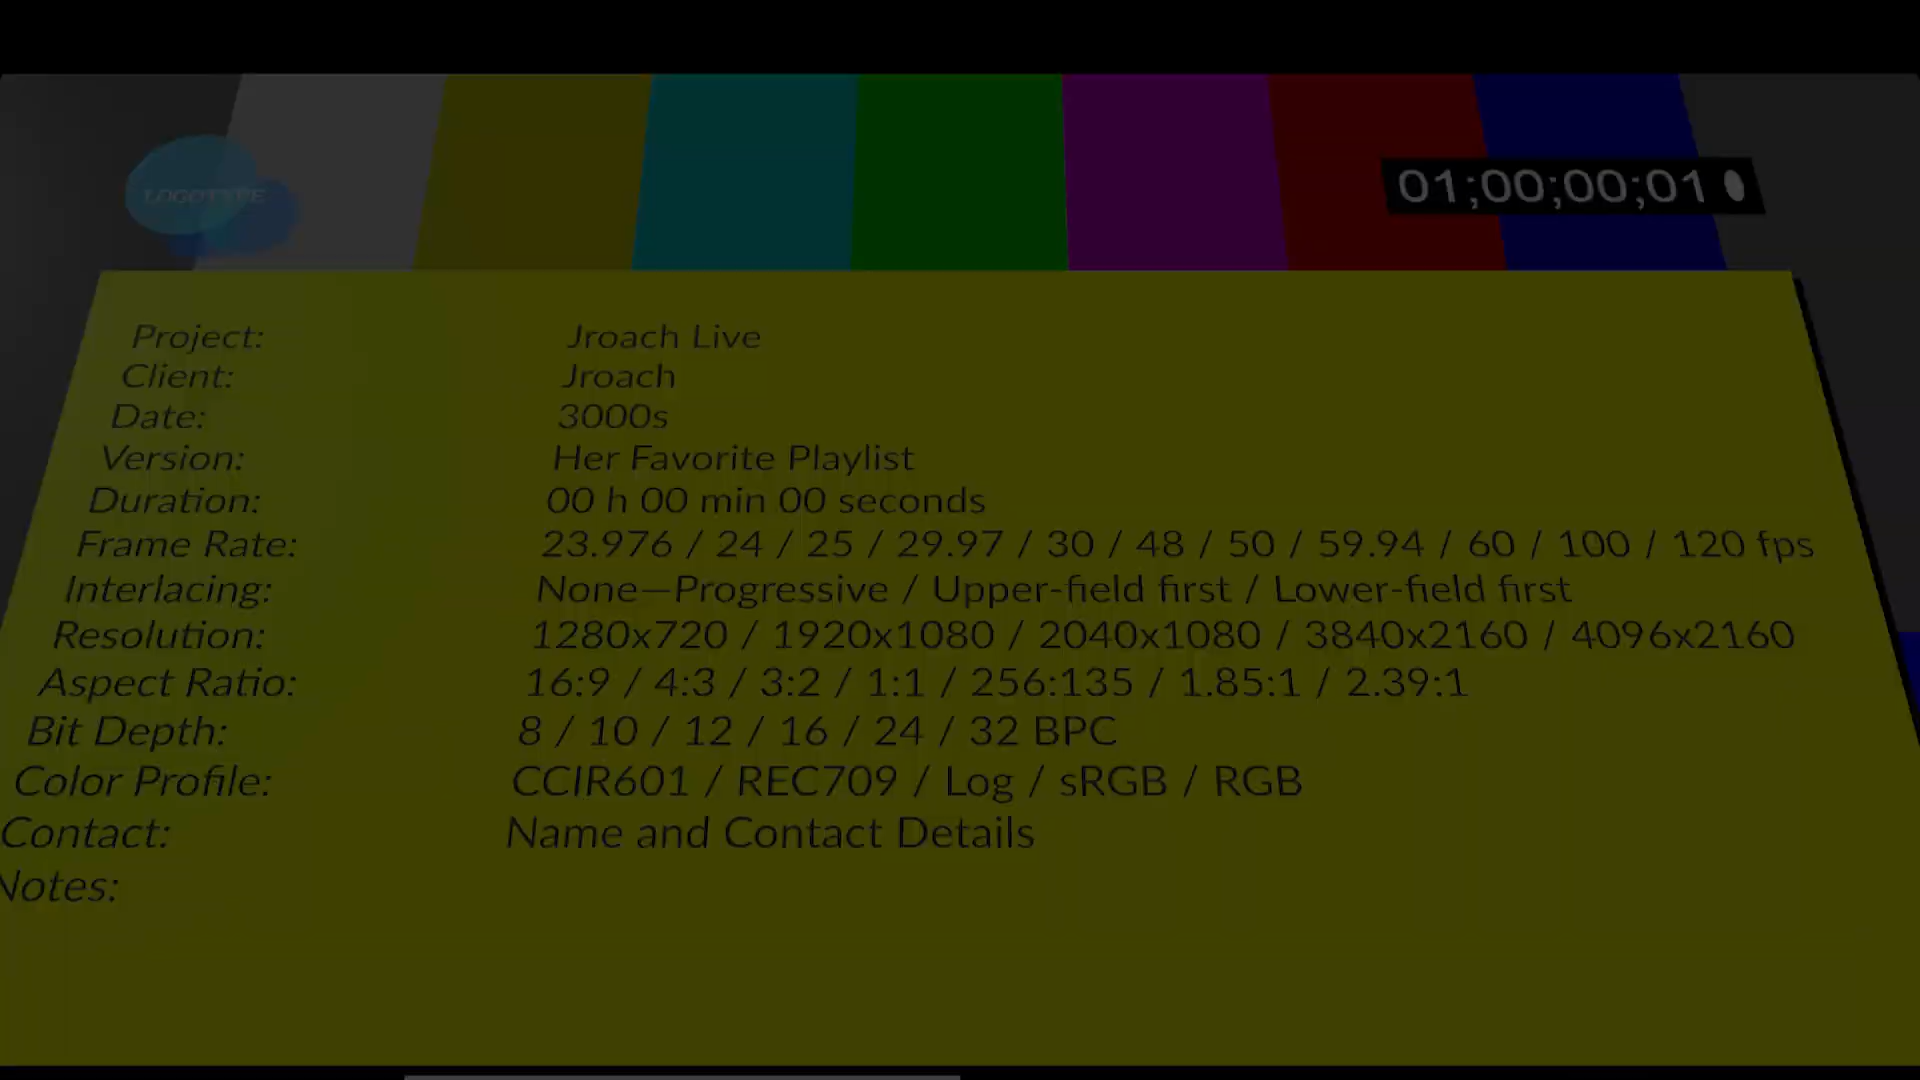 LOGOTYPE
01;00;00;01
Project: Jroach Live
Client: Jroach
Date: 3000s
Version: Her Favorite Playlist
Duration: 00 h 00 min 00 seconds
Frame Rate: 23.976 / 24 / 25 / 29.97 / 30 / 48 / 50 / 59.94 / 60 / 100 / 120 fps
Interlacing: None—Progressive / Upper-field first / Lower-field first
Resolution: 1280x720 / 1920x1080 / 2040x1080 / 3840x2160 / 4096x2160
Aspect Ratio: 16:9 / 4:3 / 3:2 / 1:1 / 256:135 / 1.85:1 / 2.39:1
Bit Depth: 8 / 10 / 12 / 16 / 24 / 32 BPC
Color Profile: CCIR601 / REC709 / Log / sRGB / RGB
Contact: Name and Contact Details
Notes: